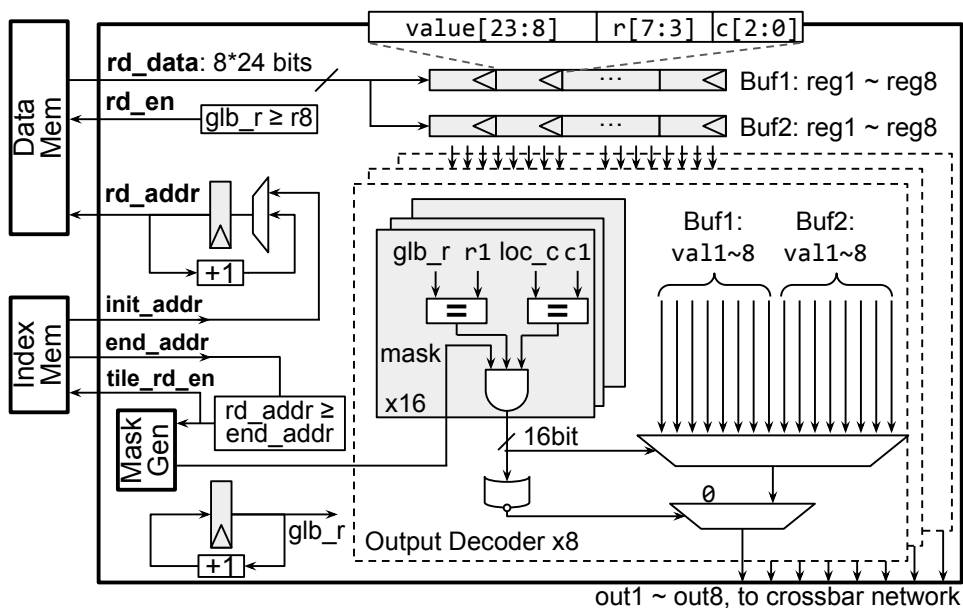 value[23:8] r[7:3] c[2:0]
rd_data: 8*24 bits
... Buf1: reg1 ~ reg8
rd_en
glb_r ≥ r8
... Buf2: reg1 ~ reg8
Data
Mem
rd_addr
+1
Buf1:
val1~8
Buf2:
val1~8
glb_r r1 loc_c c1
= =
mask
x16
init_addr
end_addr
tile_rd_en
Index
Mem
rd_addr ≥
end_addr
Mask
Gen
16bit
0
glb_r
+1
Output Decoder x8
out1 ~ out8, to crossbar network